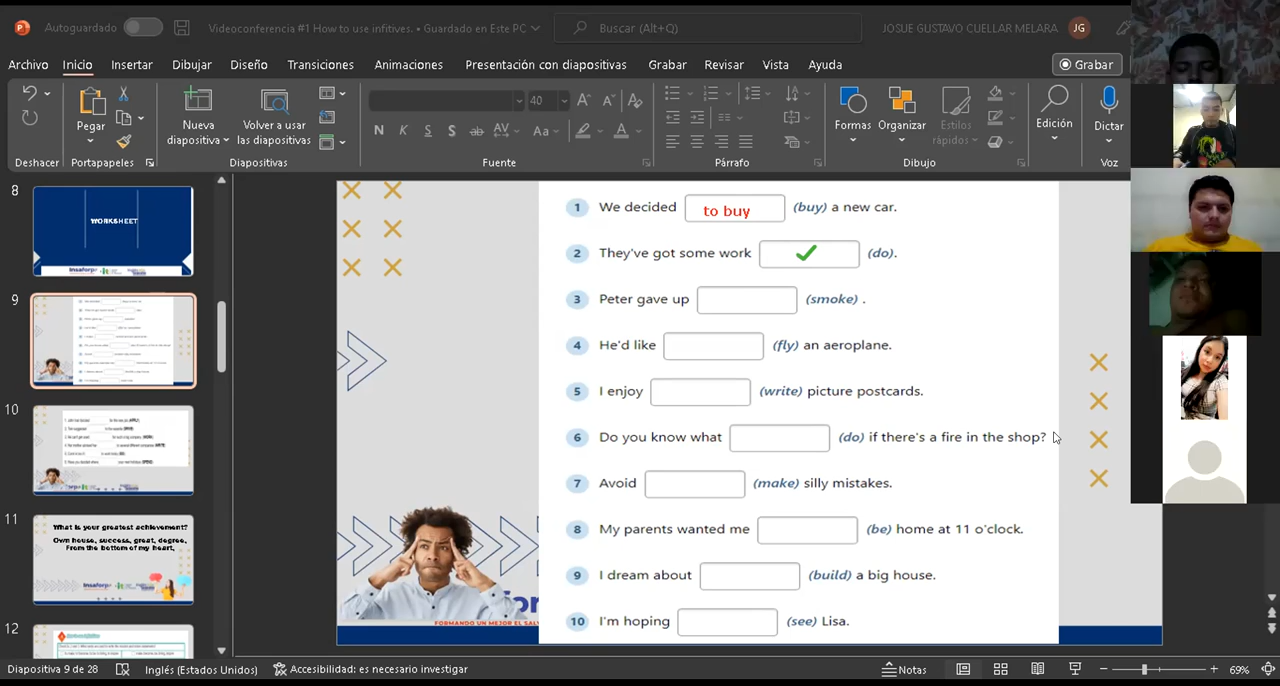 Autoguardado
Videoconferencia #1 How to use infitives. • Guardado en Este PC
Buscar (Alt+Q)
JOSUE GUSTAVO CUELLAR MELARA
JG
Archivo Inicio Insertar Dibujar Diseño Transiciones Animaciones Presentación con diapositivas Grabar Revisar Vista Ayuda
Grabar
40
Pegar
Nueva diapositiva
Volver a usar las diapositivas
Formas
Organizar
Estilos rápidos
Edición
Dictar
Deshacer Portapapeles Diapositivas Fuente Párrafo Dibujo Voz
8
WORKSHEET
9
10
11
What is your greatest achievement?
Own house, success, great, degree,
From the bottom of my heart,
12
1 We decided to buy (buy) a new car.
2 They've got some work (do).
3 Peter gave up (smoke) .
4 He'd like (fly) an aeroplane.
5 I enjoy (write) picture postcards.
6 Do you know what (do) if there's a fire in the shop?
7 Avoid (make) silly mistakes.
8 My parents wanted me (be) home at 11 o'clock.
9 I dream about (build) a big house.
10 I'm hoping (see) Lisa.
FORMANDO UN MEJOR EL SAL
Diapositiva 9 de 28
Inglés (Estados Unidos)
Accesibilidad: es necesario investigar
Notas
69%